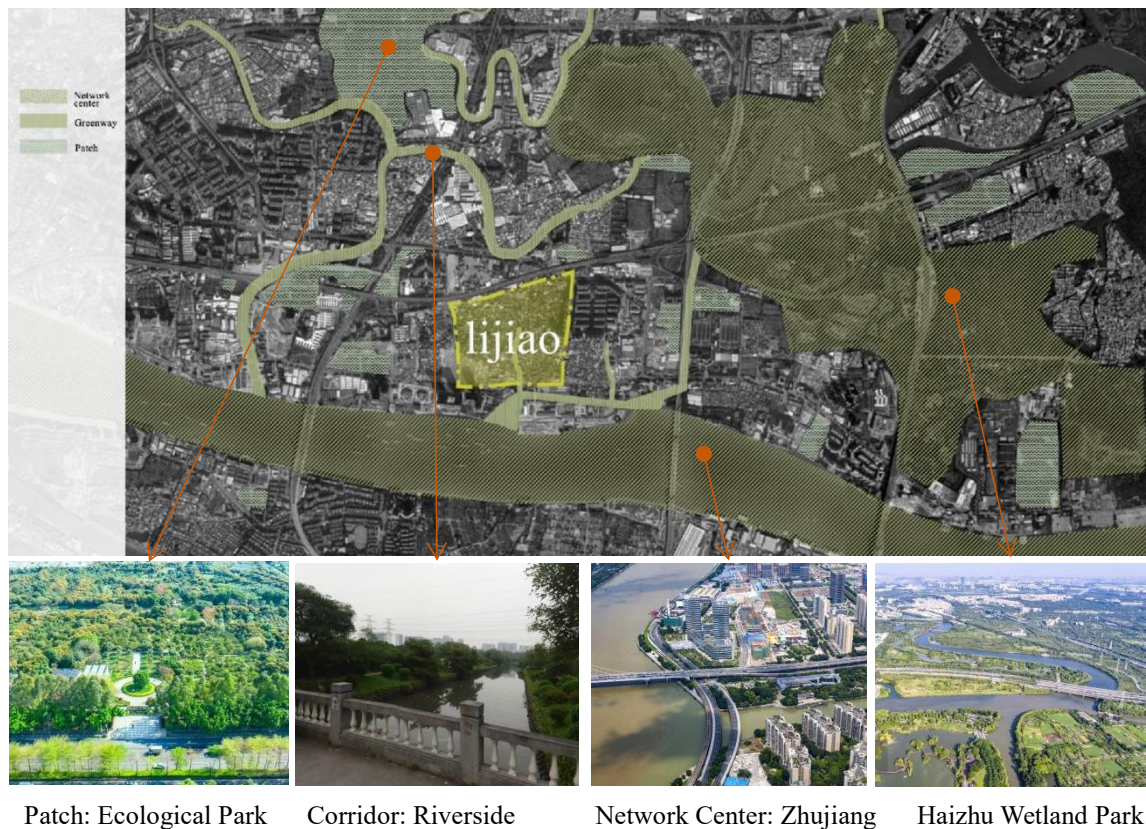 Network
center
Greenway
Patch
lijiao
Patch: Ecological Park
Corridor: Riverside
Network Center: Zhujiang
Haizhu Wetland Park